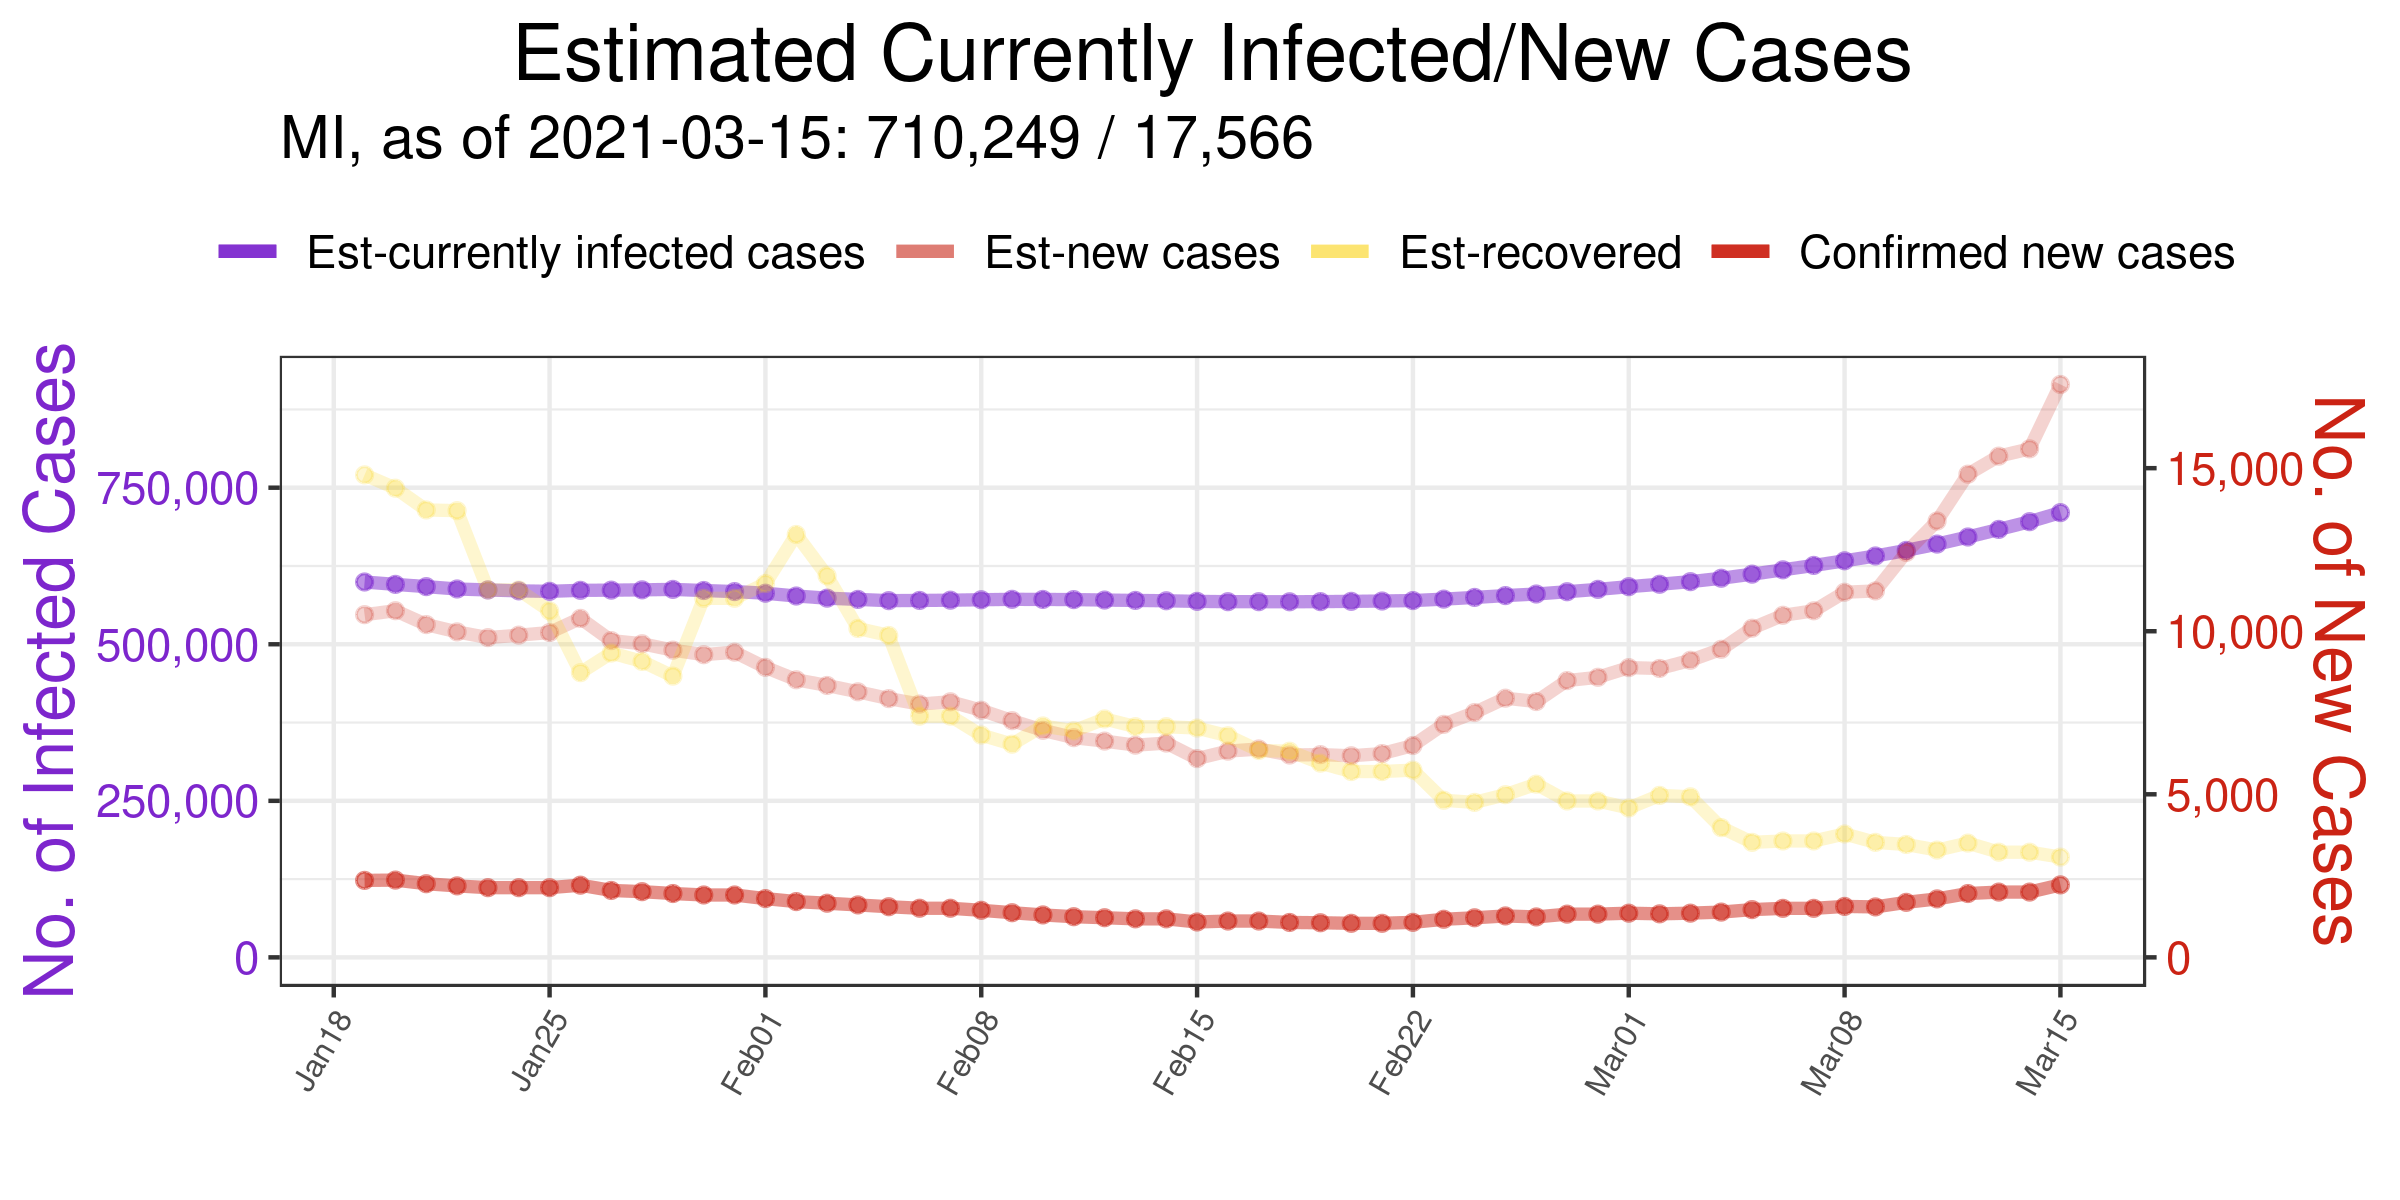 Estimated Currently Infected/New Cases
MI, as of 2021-03-15: 710,249 / 17,566
Est-currently infected cases Est-new cases Est-recovered Confirmed new cases
No. of Infected Cases
750,000
500,000
250,000
0
15,000
10,000
5,000
0
No. of New Cases
Jan18 Jan25 Feb01 Feb08 Feb15 Feb22 Mar01 Mar08 Mar15